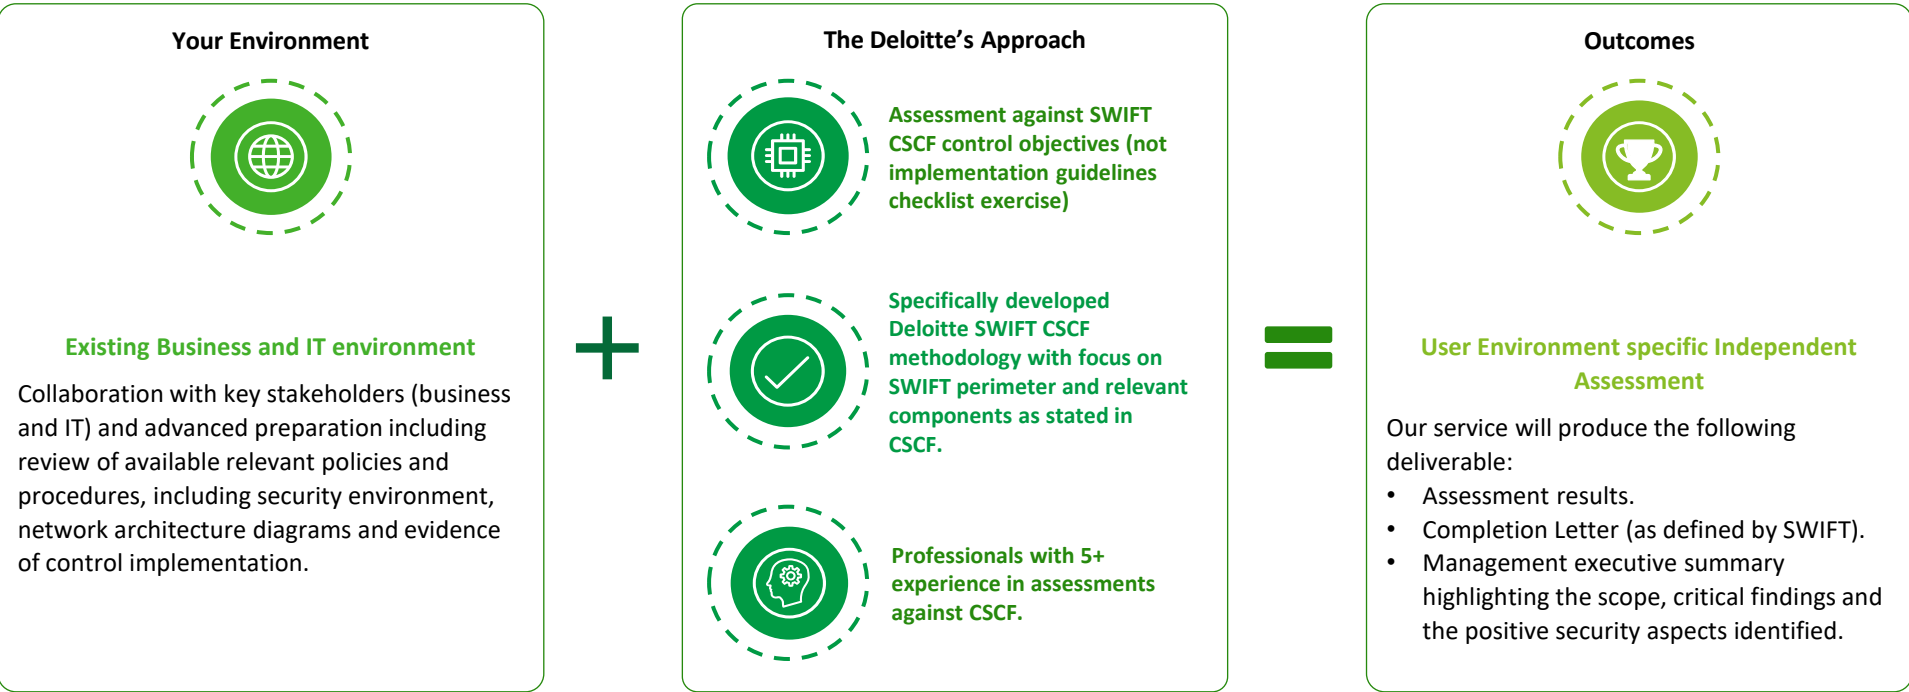 Your Environment
Existing Business and IT environment
Collaboration with key stakeholders (business
and IT) and advanced preparation including
review of available relevant policies and
procedures, including security environment,
network architecture diagrams and evidence
of control implementation.
+
The Deloitte’s Approach
Assessment against SWIFT
CSCF control objectives (not
implementation guidelines
checklist exercise)
Specifically developed
Deloitte SWIFT CSCF
methodology with focus on
SWIFT perimeter and relevant
components as stated in
CSCF.
Professionals with 5+
experience in assessments
against CSCF.
=
Outcomes
User Environment specific Independent
Assessment
Our service will produce the following
deliverable:
• Assessment results.
• Completion Letter (as defined by SWIFT).
• Management executive summary
highlighting the scope, critical findings and
the positive security aspects identified.